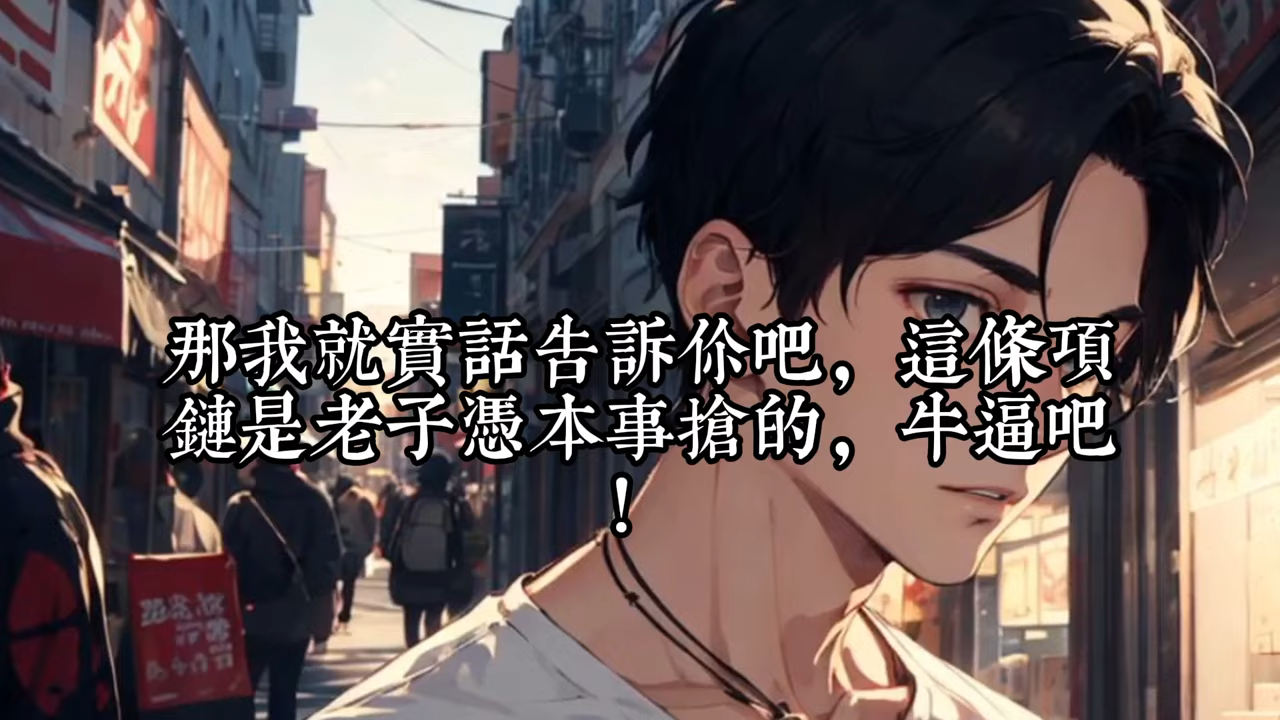 那我就實話告訴你吧，這條項
鏈是老子憑本事搶的，牛逼吧
！